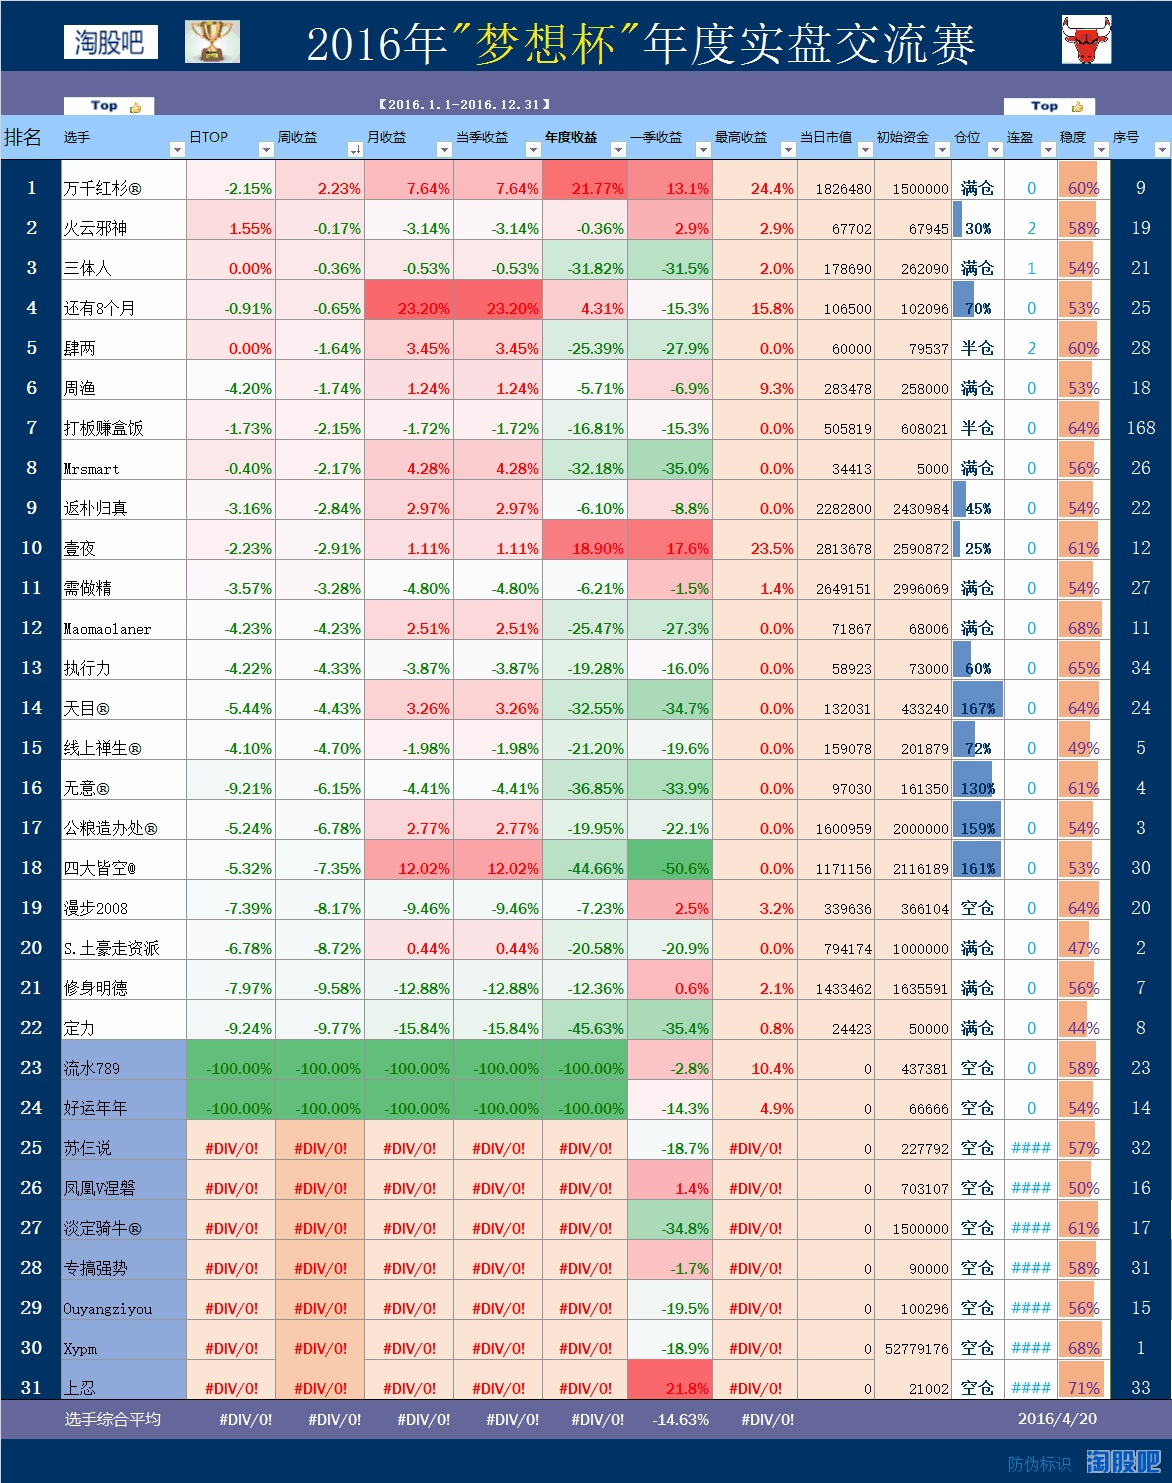 淘股吧 2016年"梦想杯"年度实盘交流赛
Top 【2016.1.1-2016.12.31】 Top
排名 选手 日TOP 周收益 月收益 当季收益 年度收益 一季收益 最高收益 当日市值 初始资金 仓位 连盈 稳度 序号
1 万千红杉® -2.15% 2.23% 7.64% 7.64% 21.77% 13.1% 24.4% 1826480 1500000 满仓 0 60% 9
2 火云邪神 1.55% -0.17% -3.14% -3.14% -0.36% 2.9% 2.9% 67702 67945 30% 2 58% 19
3 三体人 0.00% -0.36% -0.53% -0.53% -31.82% -31.5% 2.0% 178690 262090 满仓 1 54% 21
4 还有8个月 -0.91% -0.65% 23.20% 23.20% 4.31% -15.3% 15.8% 106500 102096 70% 0 53% 25
5 肆两 0.00% -1.64% 3.45% 3.45% -25.39% -27.9% 0.0% 60000 79537 半仓 2 60% 28
6 周渔 -4.20% -1.74% 1.24% 1.24% -5.71% -6.9% 9.3% 283478 258000 满仓 0 53% 18
7 打板赚盒饭 -1.73% -2.15% -1.72% -1.72% -16.81% -15.3% 0.0% 505819 608021 半仓 0 64% 168
8 Mrsmart -0.40% -2.17% 4.28% 4.28% -32.18% -35.0% 0.0% 34413 5000 满仓 0 56% 26
9 返朴归真 -3.16% -2.84% 2.97% 2.97% -6.10% -8.8% 0.0% 2282800 2430984 45% 0 54% 22
10 壹夜 -2.23% -2.91% 1.11% 1.11% 18.90% 17.6% 23.5% 2813678 2590872 25% 0 61% 12
11 需做精 -3.57% -3.28% -4.80% -4.80% -6.21% -1.5% 1.4% 2649151 2996069 满仓 0 54% 27
12 Maomaolaner -4.23% -4.23% 2.51% 2.51% -25.47% -27.3% 0.0% 71867 68006 满仓 0 68% 11
13 执行力 -4.22% -4.33% -3.87% -3.87% -19.28% -16.0% 0.0% 58923 73000 60% 0 65% 34
14 天目® -5.44% -4.43% 3.26% 3.26% -32.55% -34.7% 0.0% 132031 433240 167% 0 64% 24
15 线上禅生® -4.10% -4.70% -1.98% -1.98% -21.20% -19.6% 0.0% 159078 201879 72% 0 49% 5
16 无意® -9.21% -6.15% -4.41% -4.41% -36.85% -33.9% 0.0% 97030 161350 130% 0 61% 4
17 公粮造办处® -5.24% -6.78% 2.77% 2.77% -19.95% -22.1% 0.0% 1600959 2000000 159% 0 54% 3
18 四大皆空@ -5.32% -7.35% 12.02% 12.02% -44.66% -50.6% 0.0% 1171156 2116189 161% 0 53% 30
19 漫步2008 -7.39% -8.17% -9.46% -9.46% -7.23% 2.5% 3.2% 339636 366104 空仓 0 64% 20
20 S.土豪走资派 -6.78% -8.72% 0.44% 0.44% -20.58% -20.9% 0.0% 794174 1000000 满仓 0 47% 2
21 修身明德 -7.97% -9.58% -12.88% -12.88% -12.36% 0.6% 2.1% 1433462 1635591 满仓 0 56% 7
22 定力 -9.24% -9.77% -15.84% -15.84% -45.63% -35.4% 0.8% 24423 50000 满仓 0 44% 8
23 流水789 -100.00% -100.00% -100.00% -100.00% -100.00% -2.8% 10.4% 0 437381 空仓 0 58% 23
24 好运年年 -100.00% -100.00% -100.00% -100.00% -100.00% -14.3% 4.9% 0 66666 空仓 0 54% 14
25 苏仨说 #DIV/0! #DIV/0! #DIV/0! #DIV/0! #DIV/0! -18.7% #DIV/0! 0 227792 空仓 #### 57% 32
26 凤凰V涅磐 #DIV/0! #DIV/0! #DIV/0! #DIV/0! #DIV/0! 1.4% #DIV/0! 0 703107 空仓 #### 50% 16
27 淡定骑牛® #DIV/0! #DIV/0! #DIV/0! #DIV/0! #DIV/0! -34.8% #DIV/0! 0 1500000 空仓 #### 61% 17
28 专搞强势 #DIV/0! #DIV/0! #DIV/0! #DIV/0! #DIV/0! -1.7% #DIV/0! 0 90000 空仓 #### 58% 31
29 Ouyangziyou #DIV/0! #DIV/0! #DIV/0! #DIV/0! #DIV/0! -19.5% #DIV/0! 0 100296 空仓 #### 56% 15
30 Xypm #DIV/0! #DIV/0! #DIV/0! #DIV/0! #DIV/0! -18.9% #DIV/0! 0 52779176 空仓 #### 68% 1
31 上忍 #DIV/0! #DIV/0! #DIV/0! #DIV/0! #DIV/0! 21.8% #DIV/0! 0 21002 空仓 #### 71% 33
选手综合平均 #DIV/0! #DIV/0! #DIV/0! #DIV/0! #DIV/0! -14.63% #DIV/0! 2016/4/20
防伪标识 淘股吧